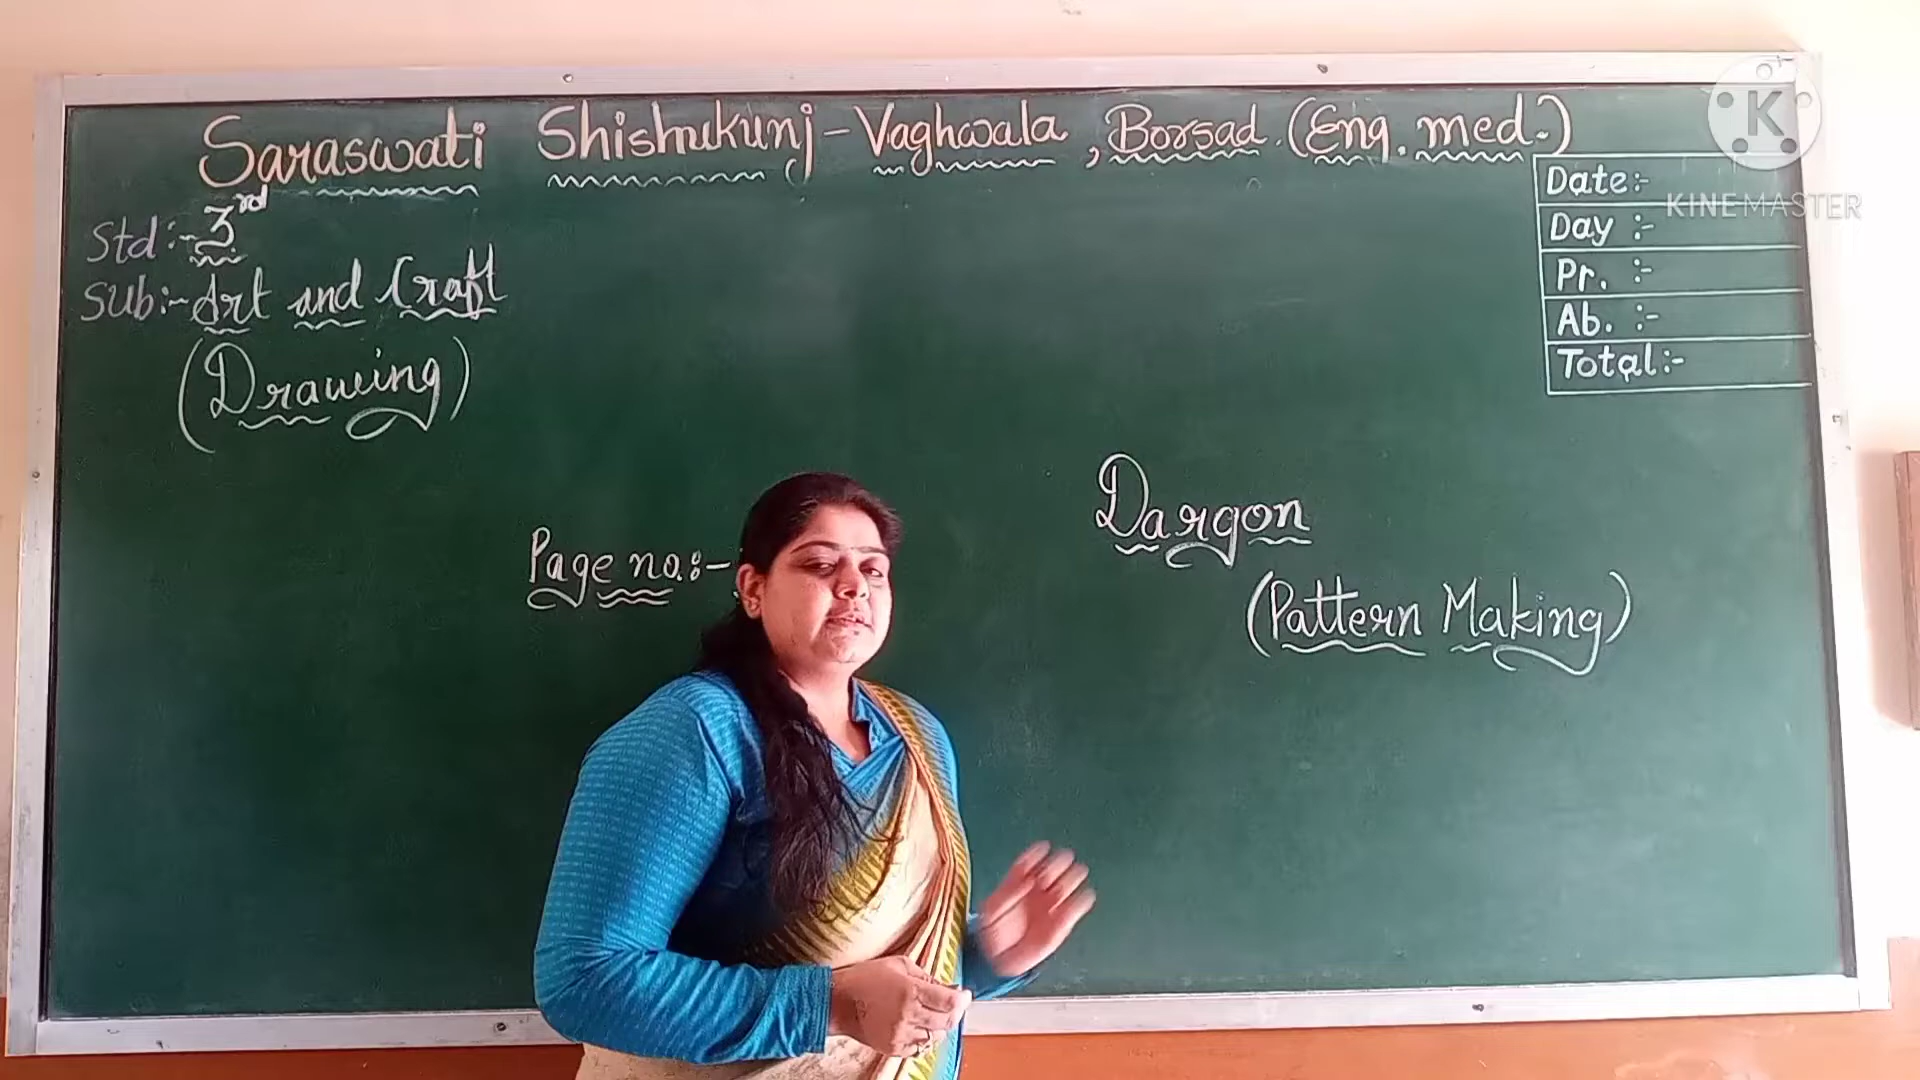 Saraswati Shishukunj - Vaghwala, Borsad. (Eng. med.)
Std:- 3rd
Sub:- Art and Craft
(Drawing)
Date:-
Day :-
Pr. :-
Ab. :-
Total:-
Page no.:-
Dargon
(Pattern Making)
K
KINEMASTER